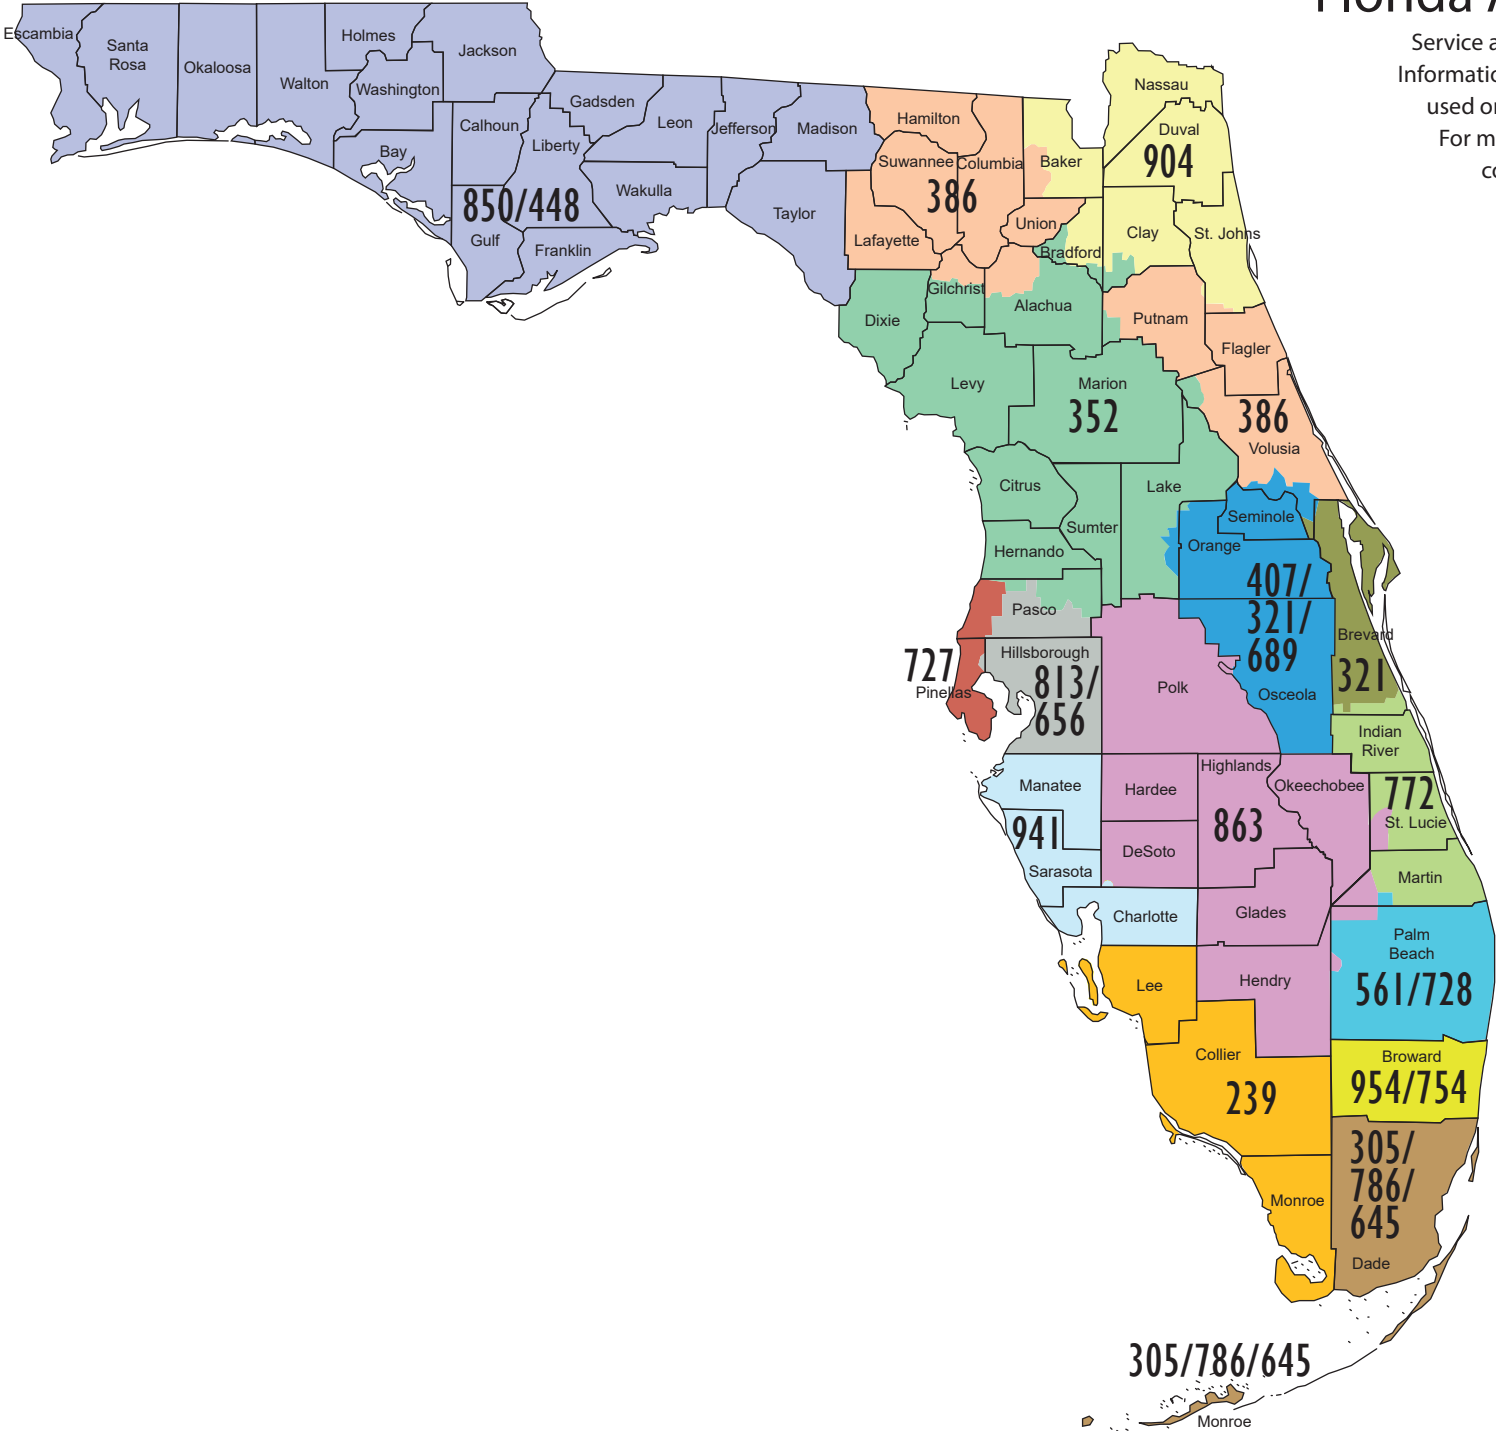 Service a
Informatio
used or
For m
co
Escambia
Santa
Rosa
Okaloosa
Walton
Holmes
Washington
Jackson
Bay
Calhoun
Liberty
Gadsden
Leon
Jefferson
Madison
Wakulla
Taylor
850/448
Gulf
Franklin
Hamilton
Suwannee
Columbia
386
Lafayette
Union
Baker
Nassau
Duval
904
Clay
St. Johns
Bradford
Gilchrist
Alachua
Dixie
Putnam
Flagler
Levy
Marion
352
386
Volusia
Citrus
Lake
Sumter
Hernando
Seminole
Orange
407/
321/
689
Osceola
Brevard
321
Pasco
727
Pinellas
Hillsborough
813/
656
Polk
Indian
River
Manatee
941
Sarasota
Hardee
DeSoto
Highlands
863
Okeechobee
772
St. Lucie
Martin
Charlotte
Glades
Lee
Hendry
Palm
Beach
561/728
Collier
239
Broward
954/754
305/
786/
645
Dade
Monroe
305/786/645
Monroe